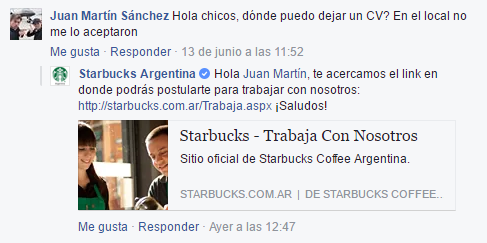 Juan Martín Sánchez Hola chicos, dónde puedo dejar un CV? En el local no
me lo aceptaron
Me gusta · Responder · 13 de junio a las 11:52
Starbucks Argentina Hola Juan Martín, te acercamos el link en
donde podrás postularte para trabajar con nosotros:
http://starbucks.com.ar/Trabaja.aspx ¡Saludos!
Starbucks - Trabaja Con Nosotros
Sitio oficial de Starbucks Coffee Argentina.
STARBUCKS.COM.AR | DE STARBUCKS COFFEE..
Me gusta · Responder · Ayer a las 12:47